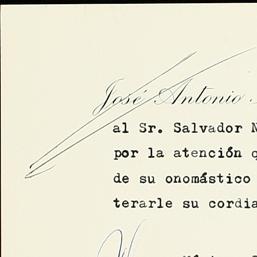 José Antonio
al Sr. Salvador
por la atención
de su onomástico
terarle su cordia